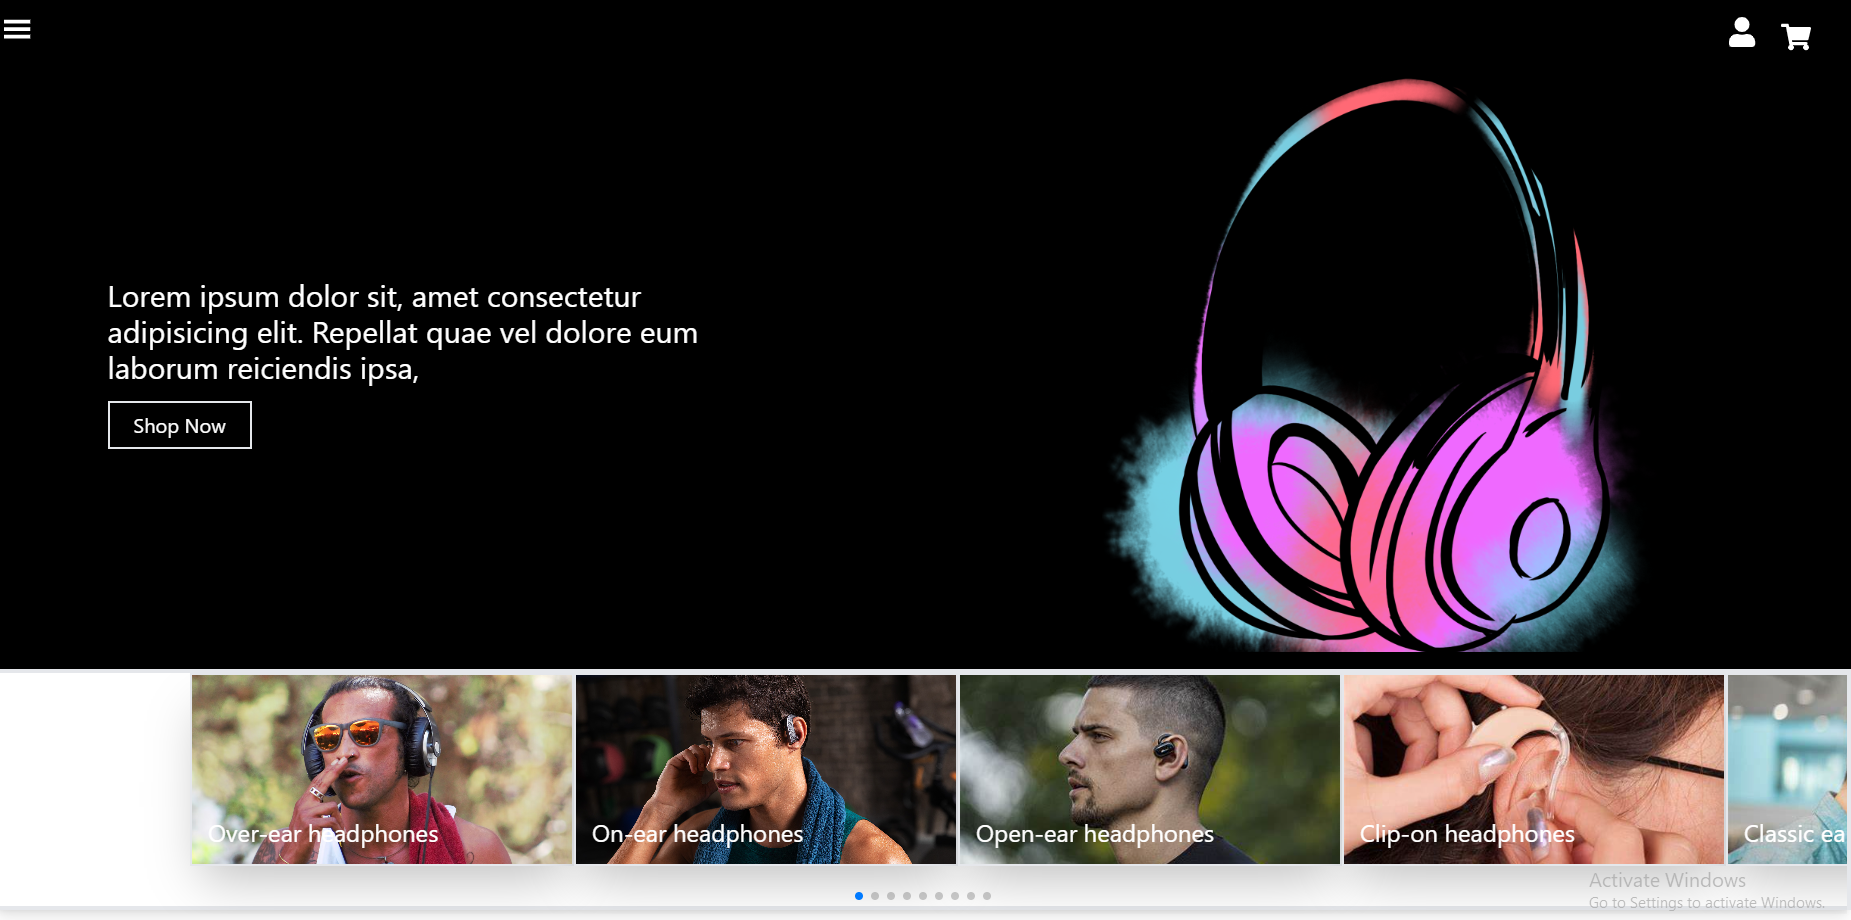 Lorem ipsum dolor sit, amet consectetur
adipisicing elit. Repellat quae vel dolore eum
laborum reiciendis ipsa,
Shop Now
Over-ear headphones
On-ear headphones
Open-ear headphones
Clip-on headphones
Classic ea
Activate Windows
Go to Settings to activate Windows.